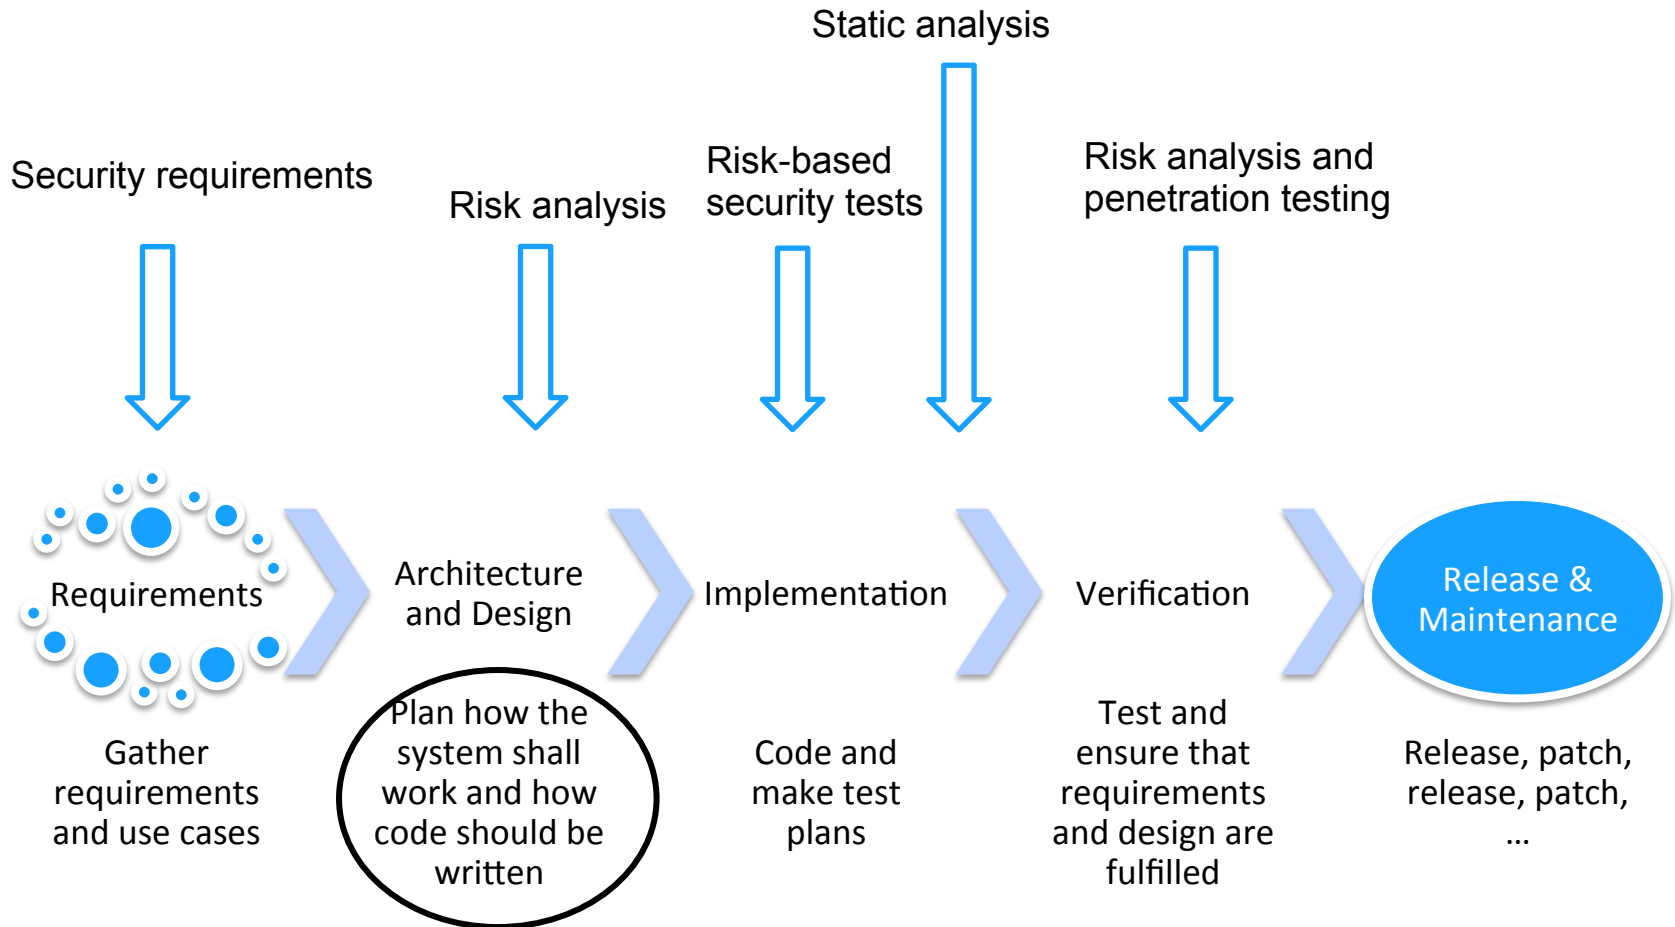 Static analysis
Security requirements
Risk analysis
Risk-based
security tests
Risk analysis and
penetration testing
Requirements
Architecture
and Design
Implementation
Verification
Release &
Maintenance
Gather
requirements
and use cases
Plan how the
system shall
work and how
code should be
written
Code and
make test
plans
Test and
ensure that
requirements
and design are
fulfilled
Release, patch,
release, patch,
…